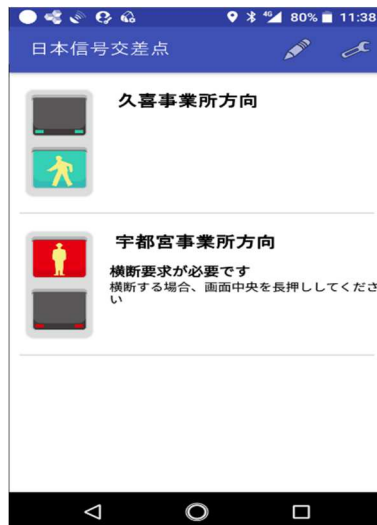 4G 80% 11:38
日本信号交差点
久喜事業所方向
宇都宮事業所方向
横断要求が必要です
横断する場合、画面中央を長押ししてくださ
い